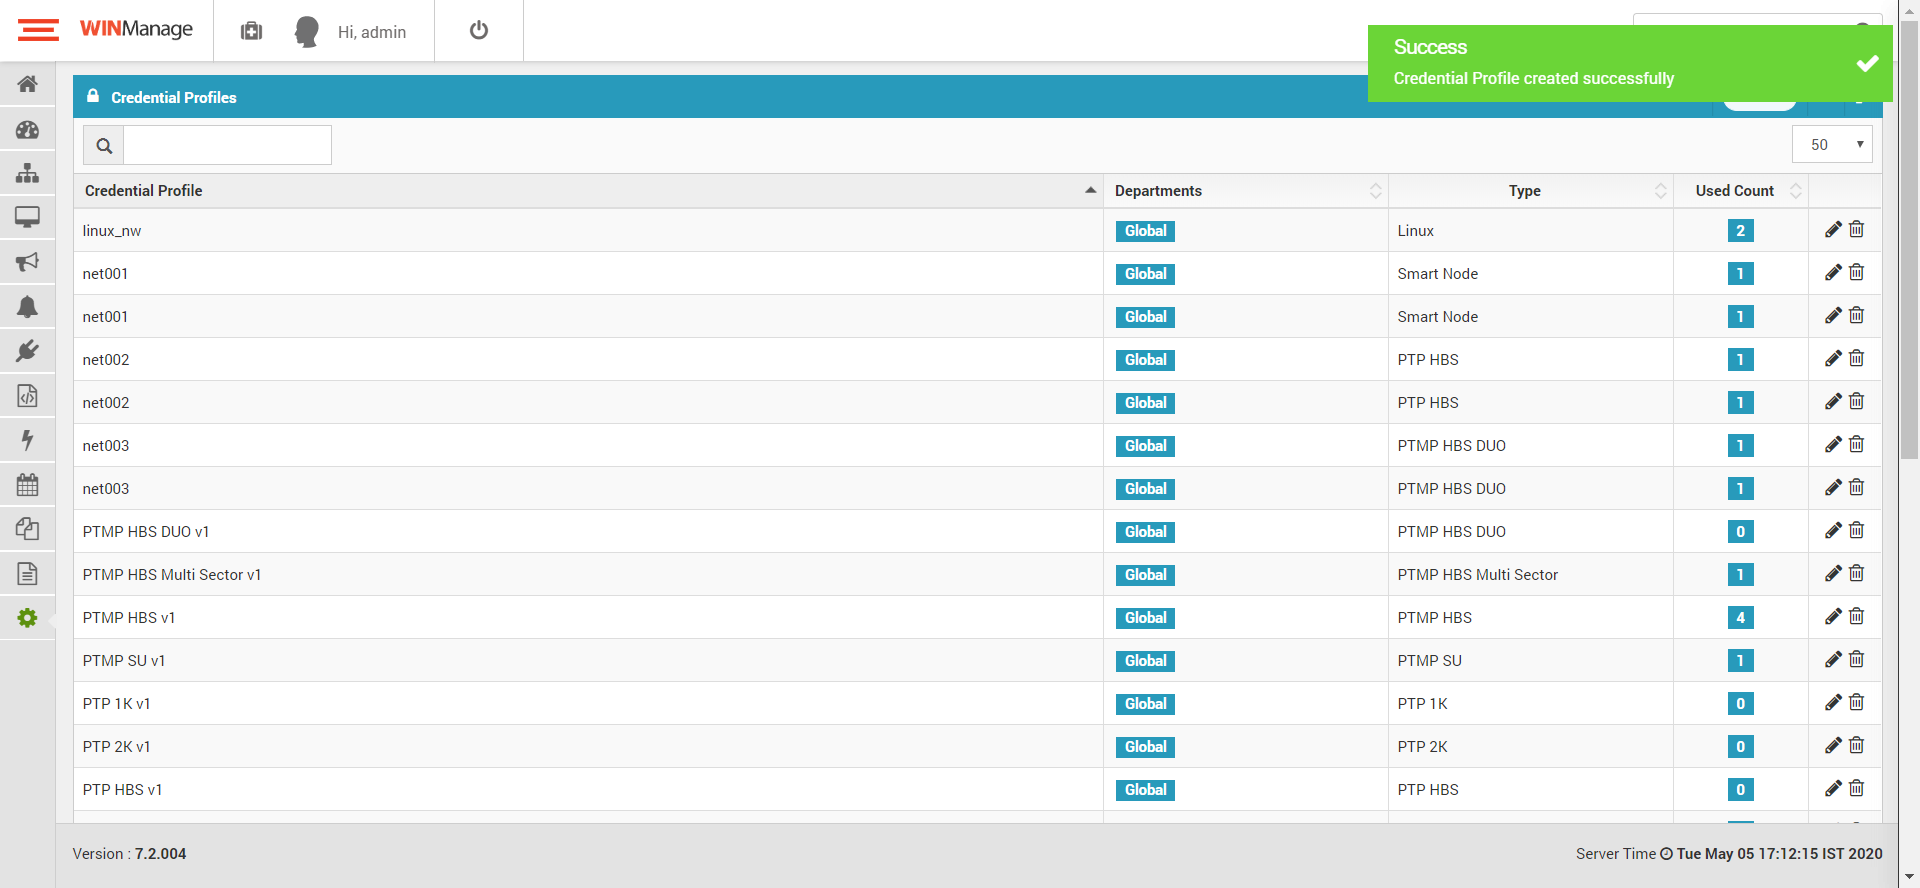 WINManage
Hi, admin
Success
Credential Profile created successfully
Credential Profiles
50
Credential Profile Departments Type Used Count
linux_nw Global Linux 2
net001 Global Smart Node 1
net001 Global Smart Node 1
net002 Global PTP HBS 1
net002 Global PTP HBS 1
net003 Global PTMP HBS DUO 1
net003 Global PTMP HBS DUO 1
PTMP HBS DUO v1 Global PTMP HBS DUO 0
PTMP HBS Multi Sector v1 Global PTMP HBS Multi Sector 1
PTMP HBS v1 Global PTMP HBS 4
PTMP SU v1 Global PTMP SU 1
PTP 1K v1 Global PTP 1K 0
PTP 2K v1 Global PTP 2K 0
PTP HBS v1 Global PTP HBS 0
Version : 7.2.004
Server Time Tue May 05 17:12:15 IST 2020